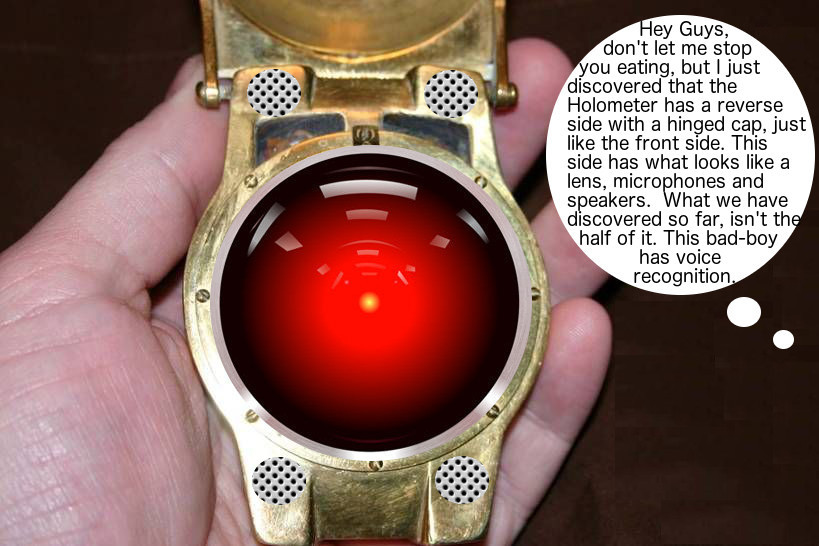 Hey Guys,
don't let me stop
you eating, but I just
discovered that the
Holometer has a reverse
side with a hinged cap, just
like the front side. This
side has what looks like a
lens, microphones and
speakers.  What we have
discovered so far, isn't the
half of it. This bad-boy
has voice
recognition.